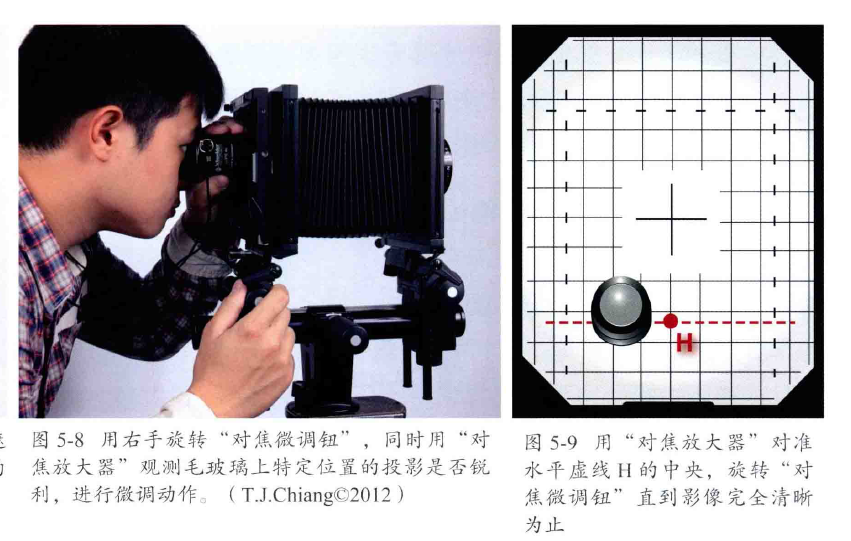 图 5-8 用右手旋转“对焦微调钮”，同时用“对
焦放大器”观测毛玻璃上特定位置的投影是否锐
利，进行微调动作。（T.J.Chiang©2012）
H
图 5-9 用“对焦放大器”对准
水平虚线 H 的中央，旋转“对
焦微调钮”直到影像完全清晰
为止